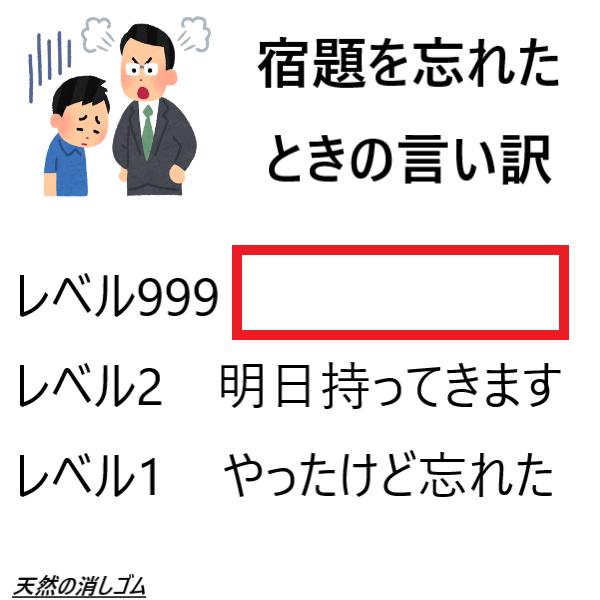 宿題を忘れた
ときの言い訳
レベル999
レベル2 明日持ってきます
レベル1 やったけど忘れた
天然の消しゴム